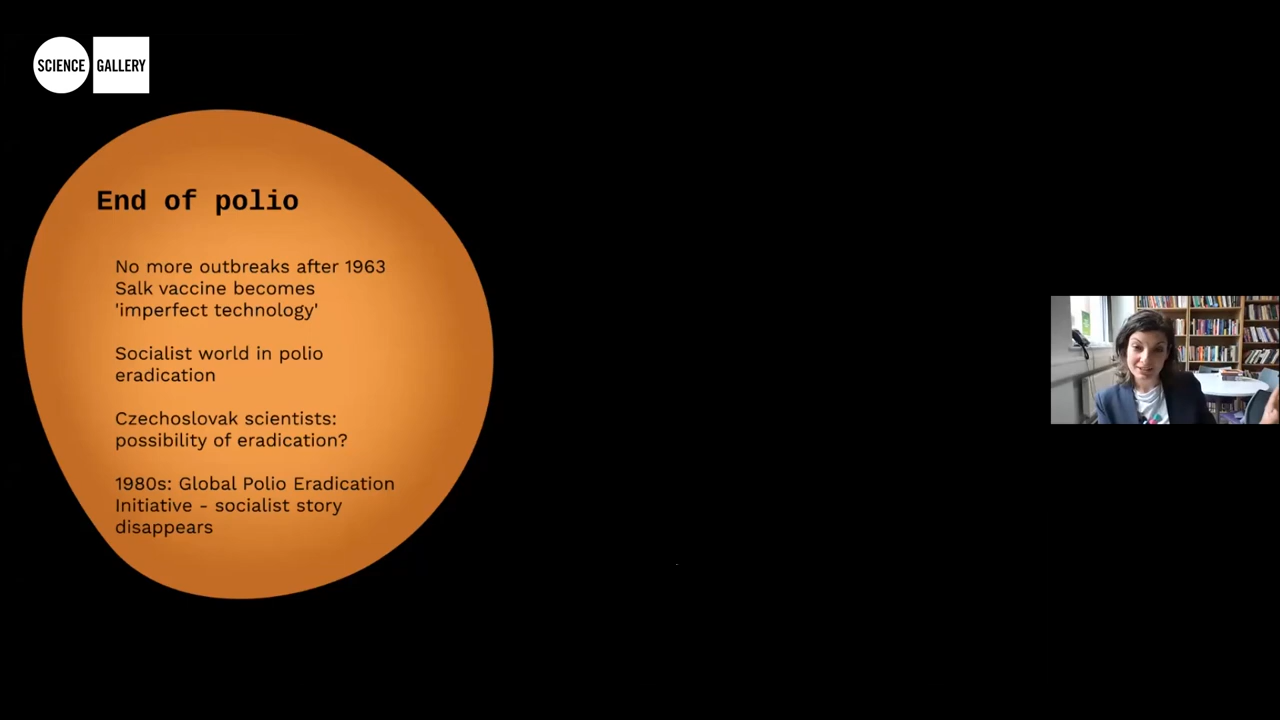 SCIENCE GALLERY
End of polio
No more outbreaks after 1963
Salk vaccine becomes
'imperfect technology'
Socialist world in polio
eradication
Czechoslovak scientists:
possibility of eradication?
1980s: Global Polio Eradication
Initiative - socialist story
disappears